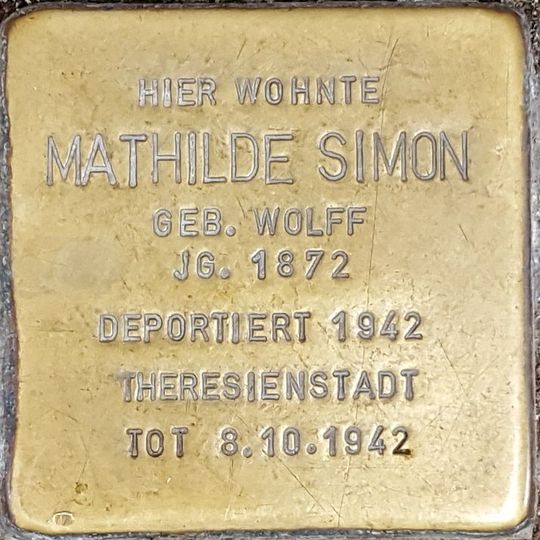 HIER WOHNTE
MATHILDE SIMON
GEB. WOLFF
JG. 1872
DEPORTIERT 1942
THERESIENSTADT
TOT 8.10.1942